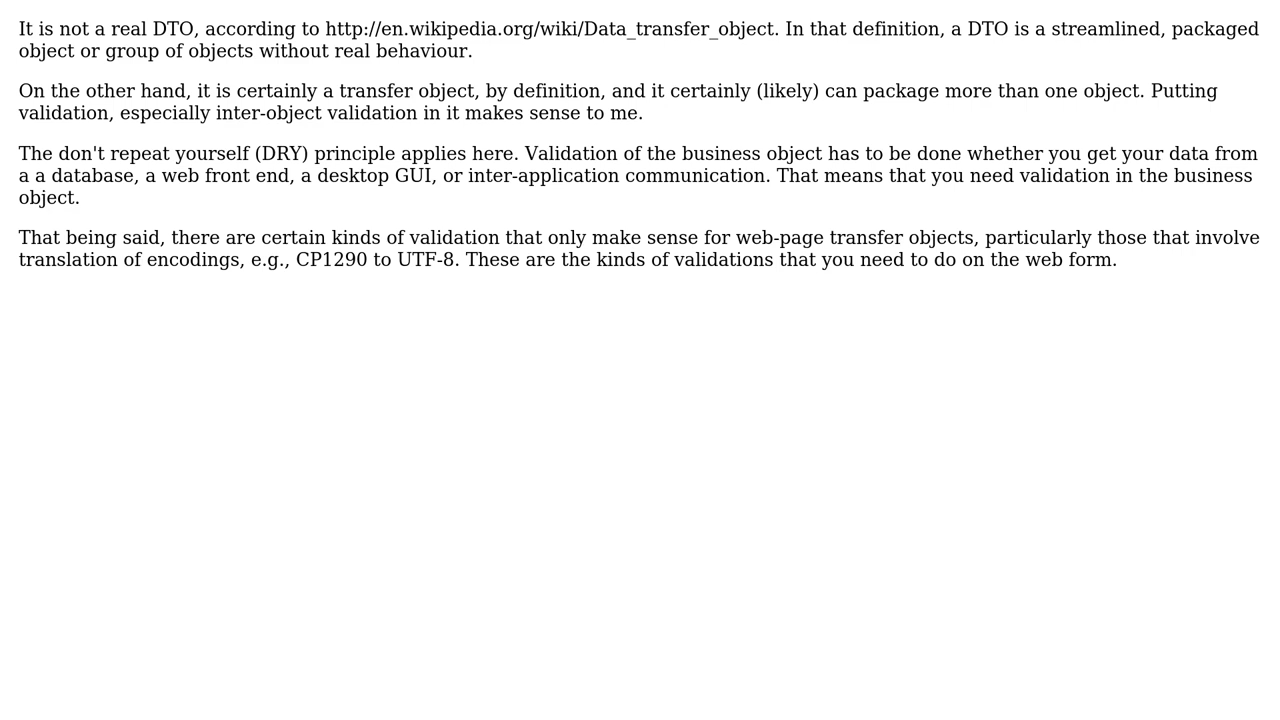 It is not a real DTO, according to http://en.wikipedia.org/wiki/Data_transfer_object. In that definition, a DTO is a streamlined, packaged
object or group of objects without real behaviour.
On the other hand, it is certainly a transfer object, by definition, and it certainly (likely) can package more than one object. Putting
validation, especially inter-object validation in it makes sense to me.
The don't repeat yourself (DRY) principle applies here. Validation of the business object has to be done whether you get your data from
a a database, a web front end, a desktop GUI, or inter-application communication. That means that you need validation in the business
object.
That being said, there are certain kinds of validation that only make sense for web-page transfer objects, particularly those that involve
translation of encodings, e.g., CP1290 to UTF-8. These are the kinds of validations that you need to do on the web form.